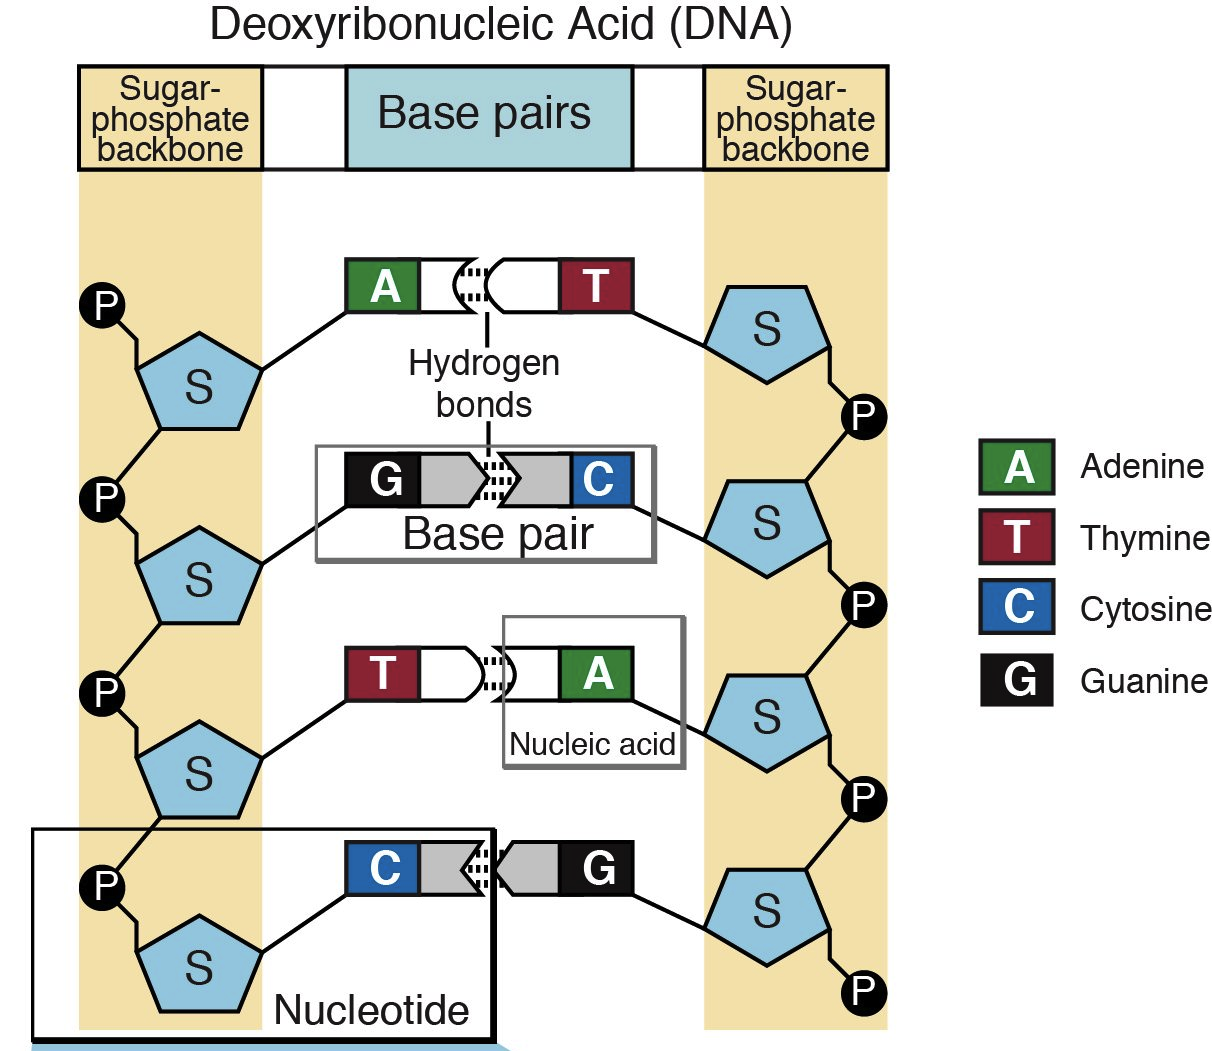 Deoxyribonucleic Acid (DNA)
Sugar-
phosphate
backbone
Base pairs
Sugar-
phosphate
backbone
A
T
P
S
S
Hydrogen
bonds
P
G
C
P
S
S
Base pair
P
T
A
P
S
S
Nucleic acid
P
C
G
P
S
S
Nucleotide
P
A Adenine
T Thymine
C Cytosine
G Guanine